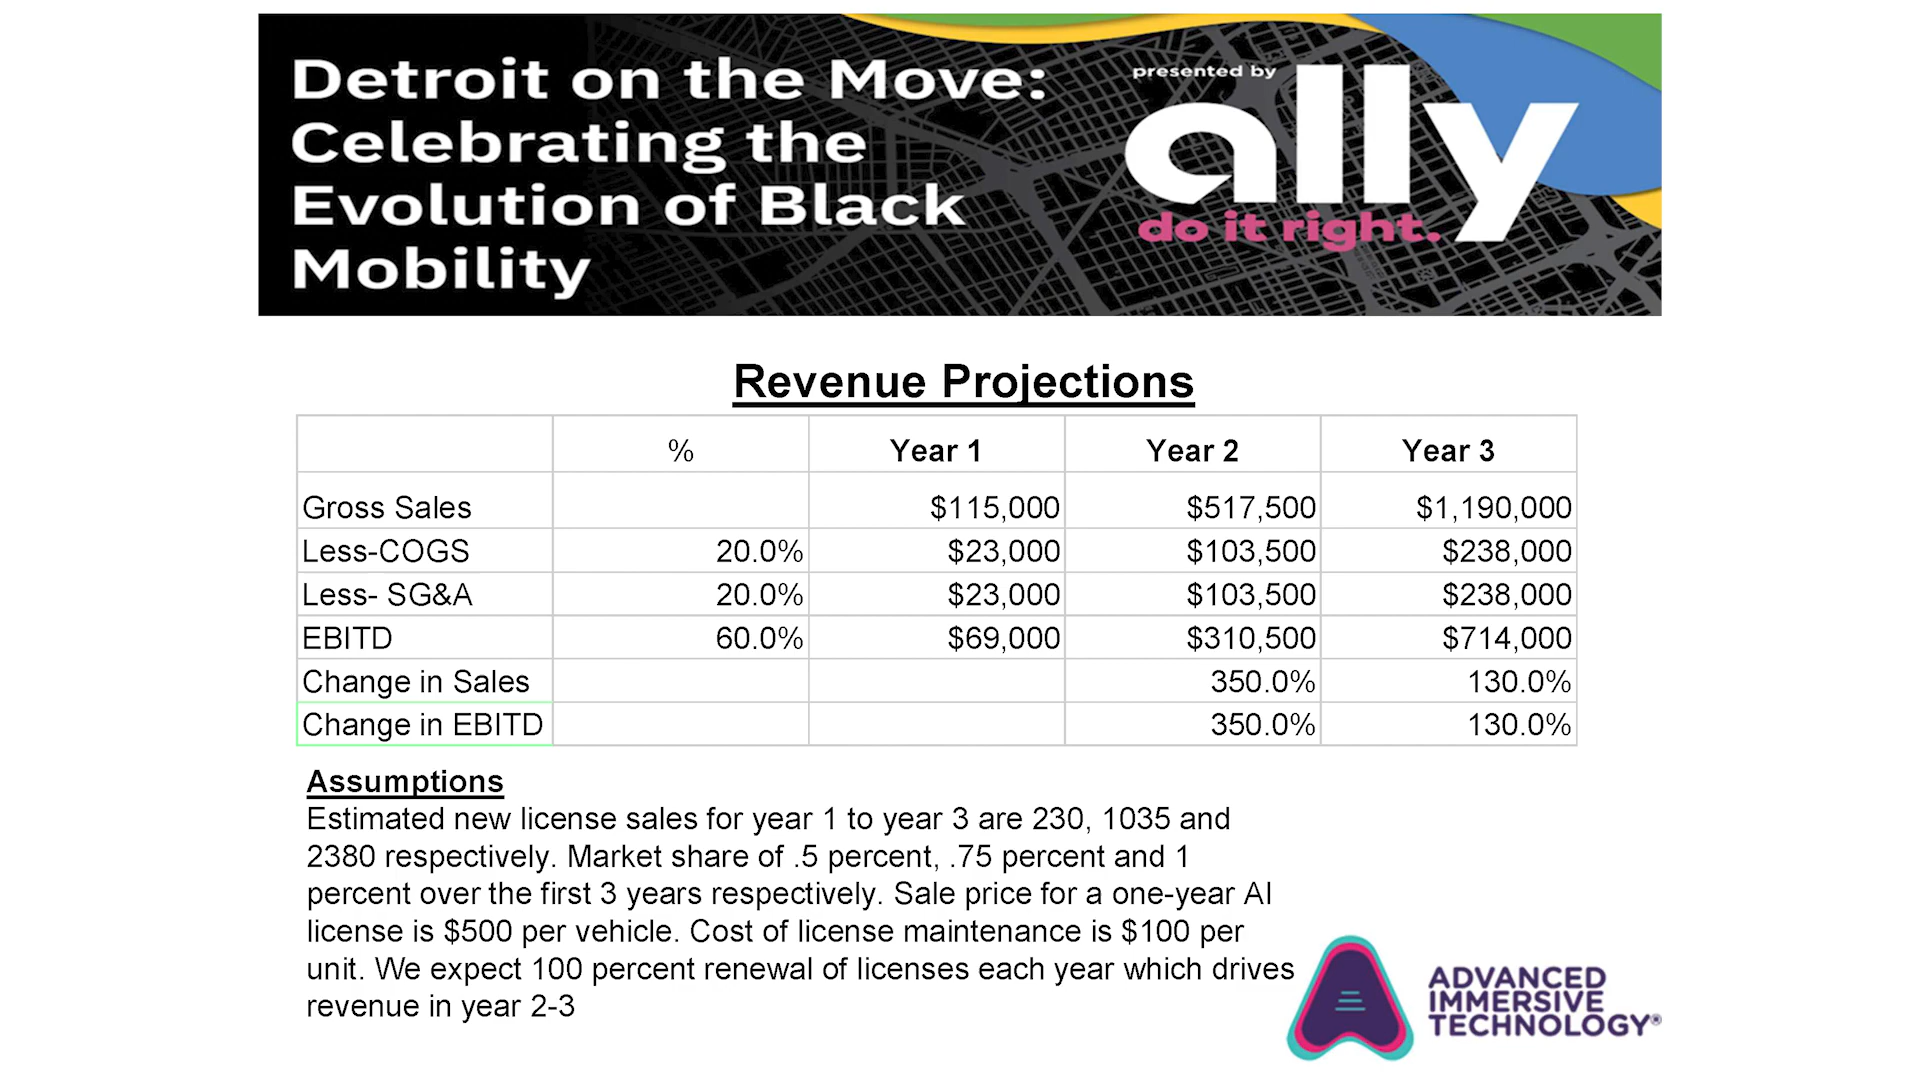 Detroit on the Move:
Celebrating the
Evolution of Black
Mobility
presented by
ally
do it right.
Revenue Projections
% Year 1 Year 2 Year 3
Gross Sales $115,000 $517,500 $1,190,000
Less-COGS 20.0% $23,000 $103,500 $238,000
Less- SG&A 20.0% $23,000 $103,500 $238,000
EBITD 60.0% $69,000 $310,500 $714,000
Change in Sales 350.0% 130.0%
Change in EBITD 350.0% 130.0%
Assumptions
Estimated new license sales for year 1 to year 3 are 230, 1035 and
2380 respectively. Market share of .5 percent, .75 percent and 1
percent over the first 3 years respectively. Sale price for a one-year AI
license is $500 per vehicle. Cost of license maintenance is $100 per
unit. We expect 100 percent renewal of licenses each year which drives
revenue in year 2-3
ADVANCED
IMMERSIVE
TECHNOLOGY®